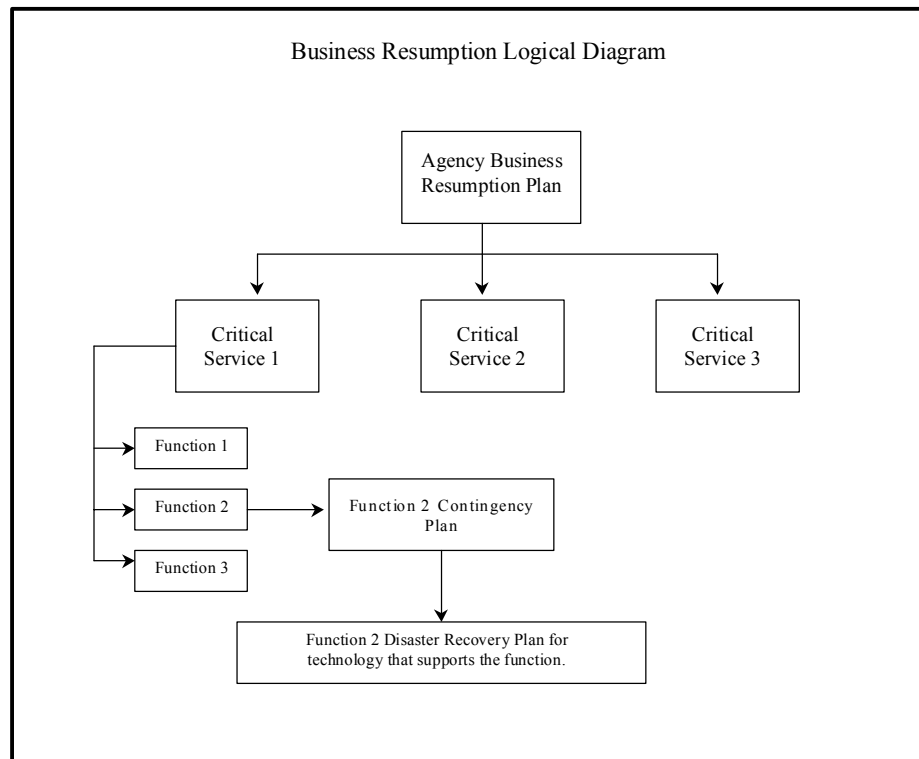 Business Resumption Logical Diagram
Agency Business
Resumption Plan
Critical
Service 1
Critical
Service 2
Critical
Service 3
Function 1
Function 2
Function 3
Function 2 Contingency
Plan
Function 2 Disaster Recovery Plan for
technology that supports the function.